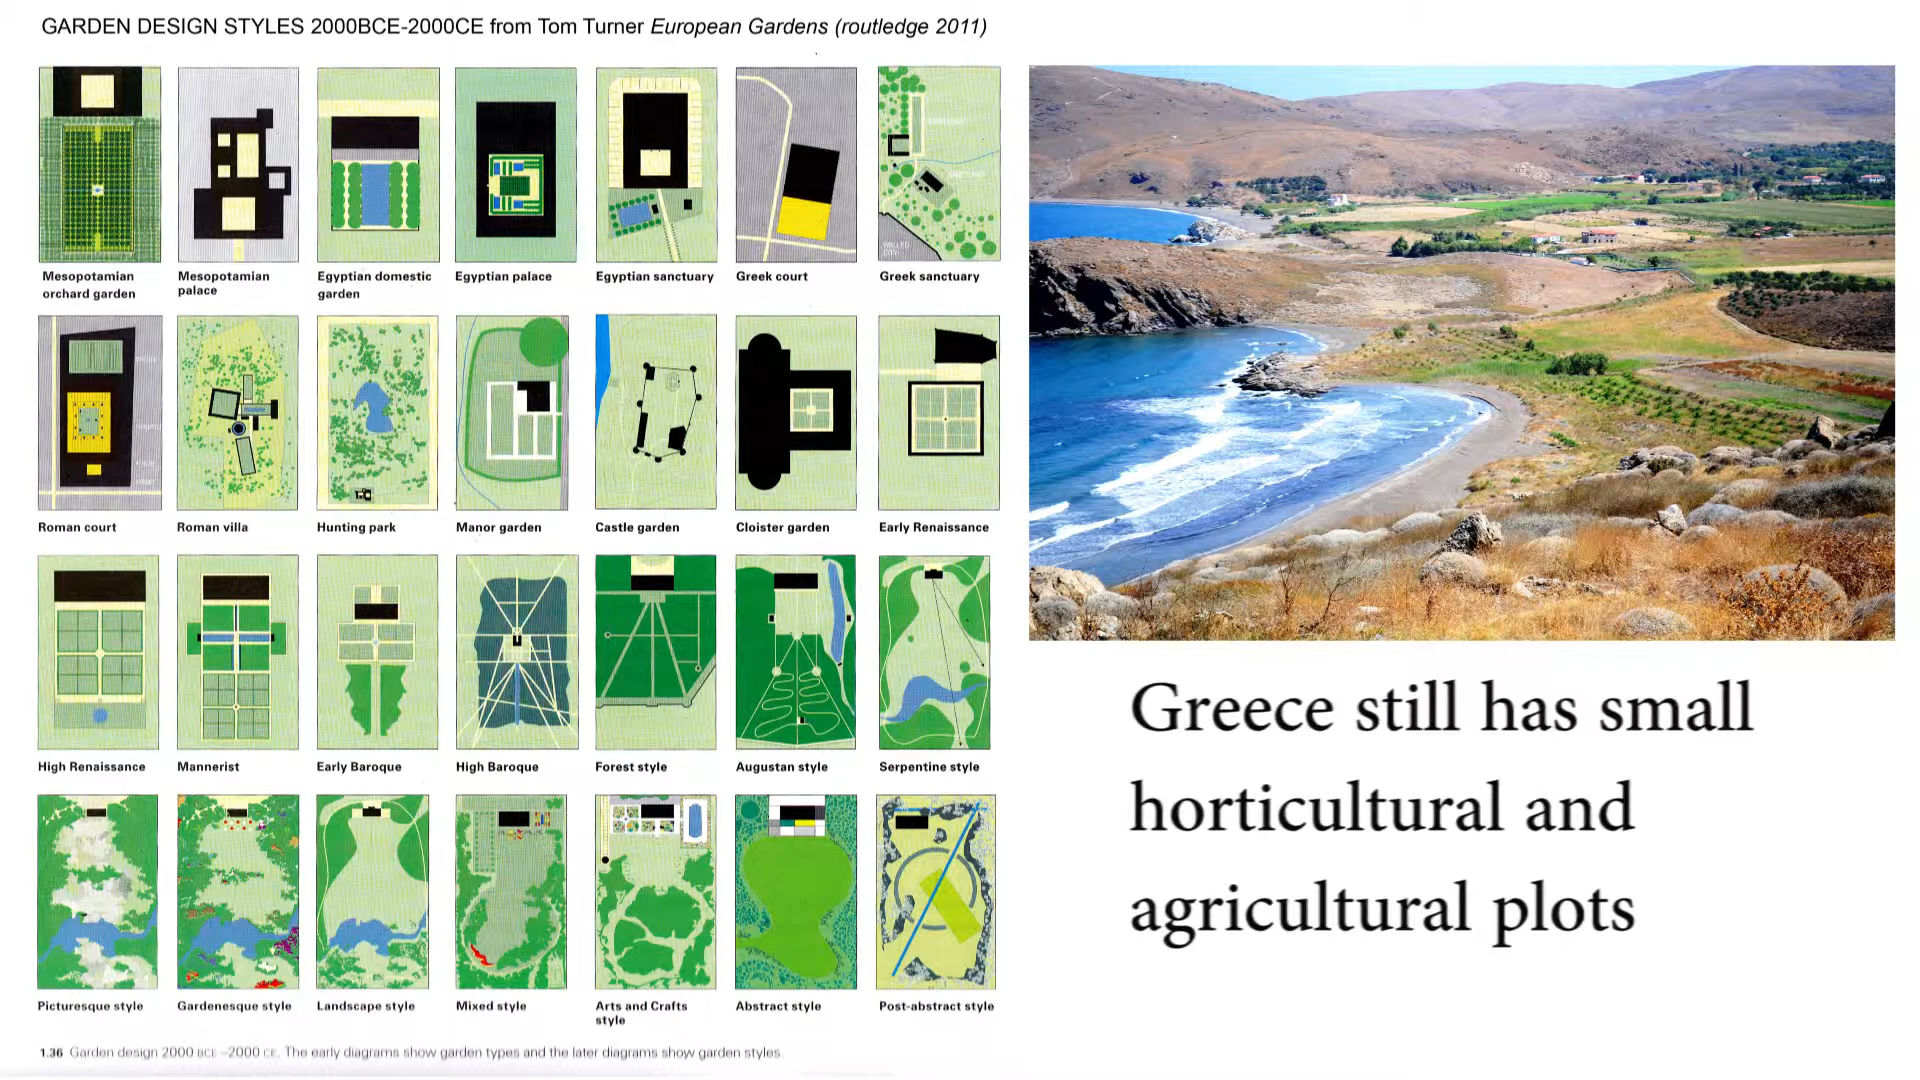 GARDEN DESIGN STYLES 2000BCE-2000CE from Tom Turner European Gardens (routledge 2011)
Mesopotamian
orchard garden
Mesopotamian
palace
Egyptian domestic
garden
Egyptian palace
Egyptian sanctuary
Greek court
SANCTUARY
WALLED
CITY
Greek sanctuary
Roman court
Roman villa
Hunting park
Manor garden
Castle garden
Cloister garden
Early Renaissance
High Renaissance
Mannerist
Early Baroque
High Baroque
Forest style
Augustan style
Serpentine style
Picturesque style
Gardenesque style
Landscape style
Mixed style
Arts and Crafts
style
Abstract style
Post-abstract style
1.36 Garden design 2000 BCE –2000 CE. The early diagrams show garden types and the later diagrams show garden styles.
Greece still has small
horticultural and
agricultural plots